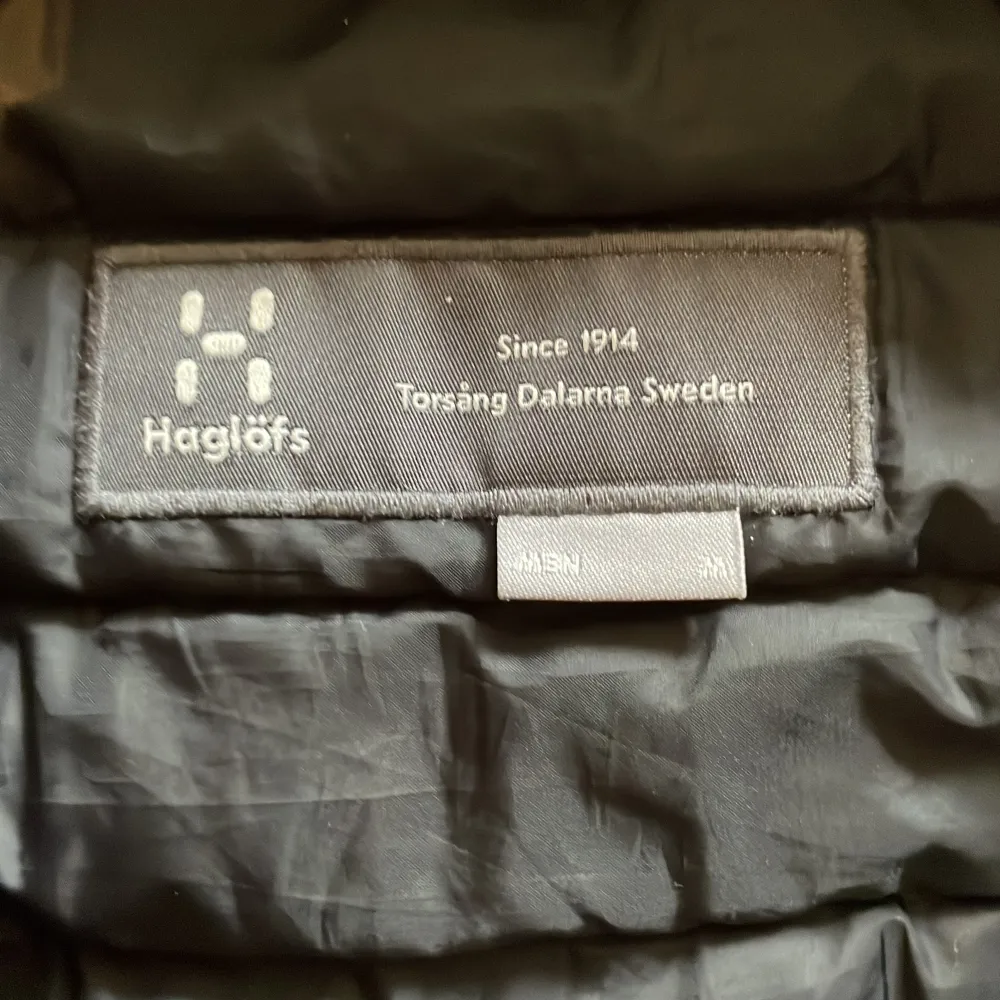 Haglöfs
Since 1914
Torsång Dalarna Sweden
MEN M